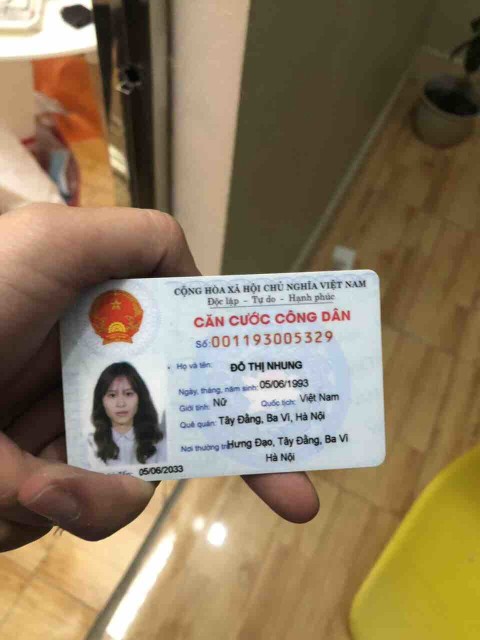 CỘNG HÒA XÃ HỘI CHỦ NGHĨA VIỆT NAM
Độc lập - Tự do - Hạnh phúc
CĂN CƯỚC CÔNG DÂN
Số: 001193005329
Họ và tên: ĐỖ THỊ NHUNG
Ngày, tháng, năm sinh: 05/06/1993
Giới tính: Nữ Quốc tịch: Việt Nam
Quê quán: Tây Đằng, Ba Vì, Hà Nội
Nơi thường trú: Hưng Đạo, Tây Đằng, Ba Vì
Hà Nội
05/06/2033